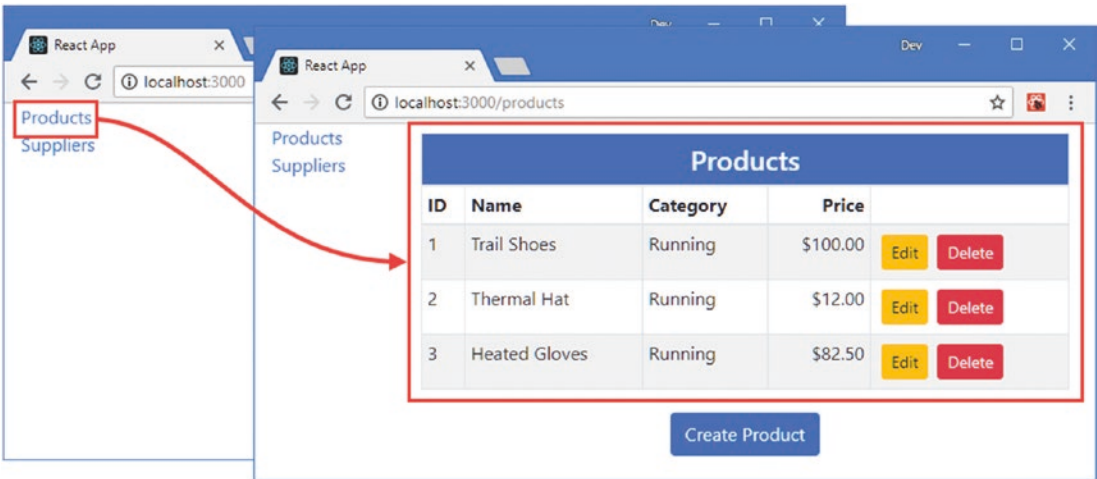 Dev
React App
localhost:3000
Products
Suppliers
Dev
React App
localhost:3000/products
Products
Suppliers
Products
ID Name Category Price
1 Trail Shoes Running $100.00 Edit Delete
2 Thermal Hat Running $12.00 Edit Delete
3 Heated Gloves Running $82.50 Edit Delete
Create Product